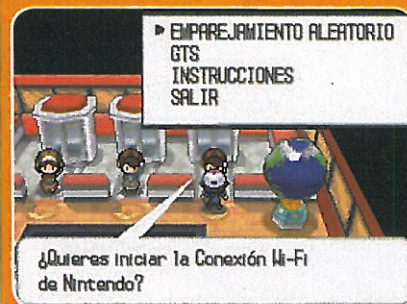 EMPAREJAMIENTO ALEATORIO
GTS
INSTRUCCIONES
SALIR
¿Quieres iniciar la Conexión Wi-Fi
de Nintendo?